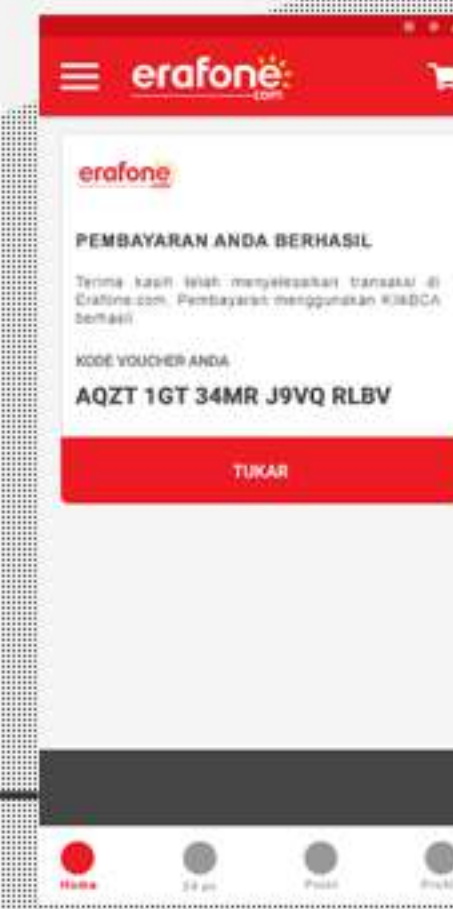 erafone
.com
erafone
.com
PEMBAYARAN ANDA BERHASIL
Terima kasih telah menyelesaikan transaksi di
Erafone.com. Pembayaran menggunakan KlikBCA
berhasil
KODE VOUCHER ANDA
AQZT 1GT 34MR J9VQ RLBV
TUKAR
Home